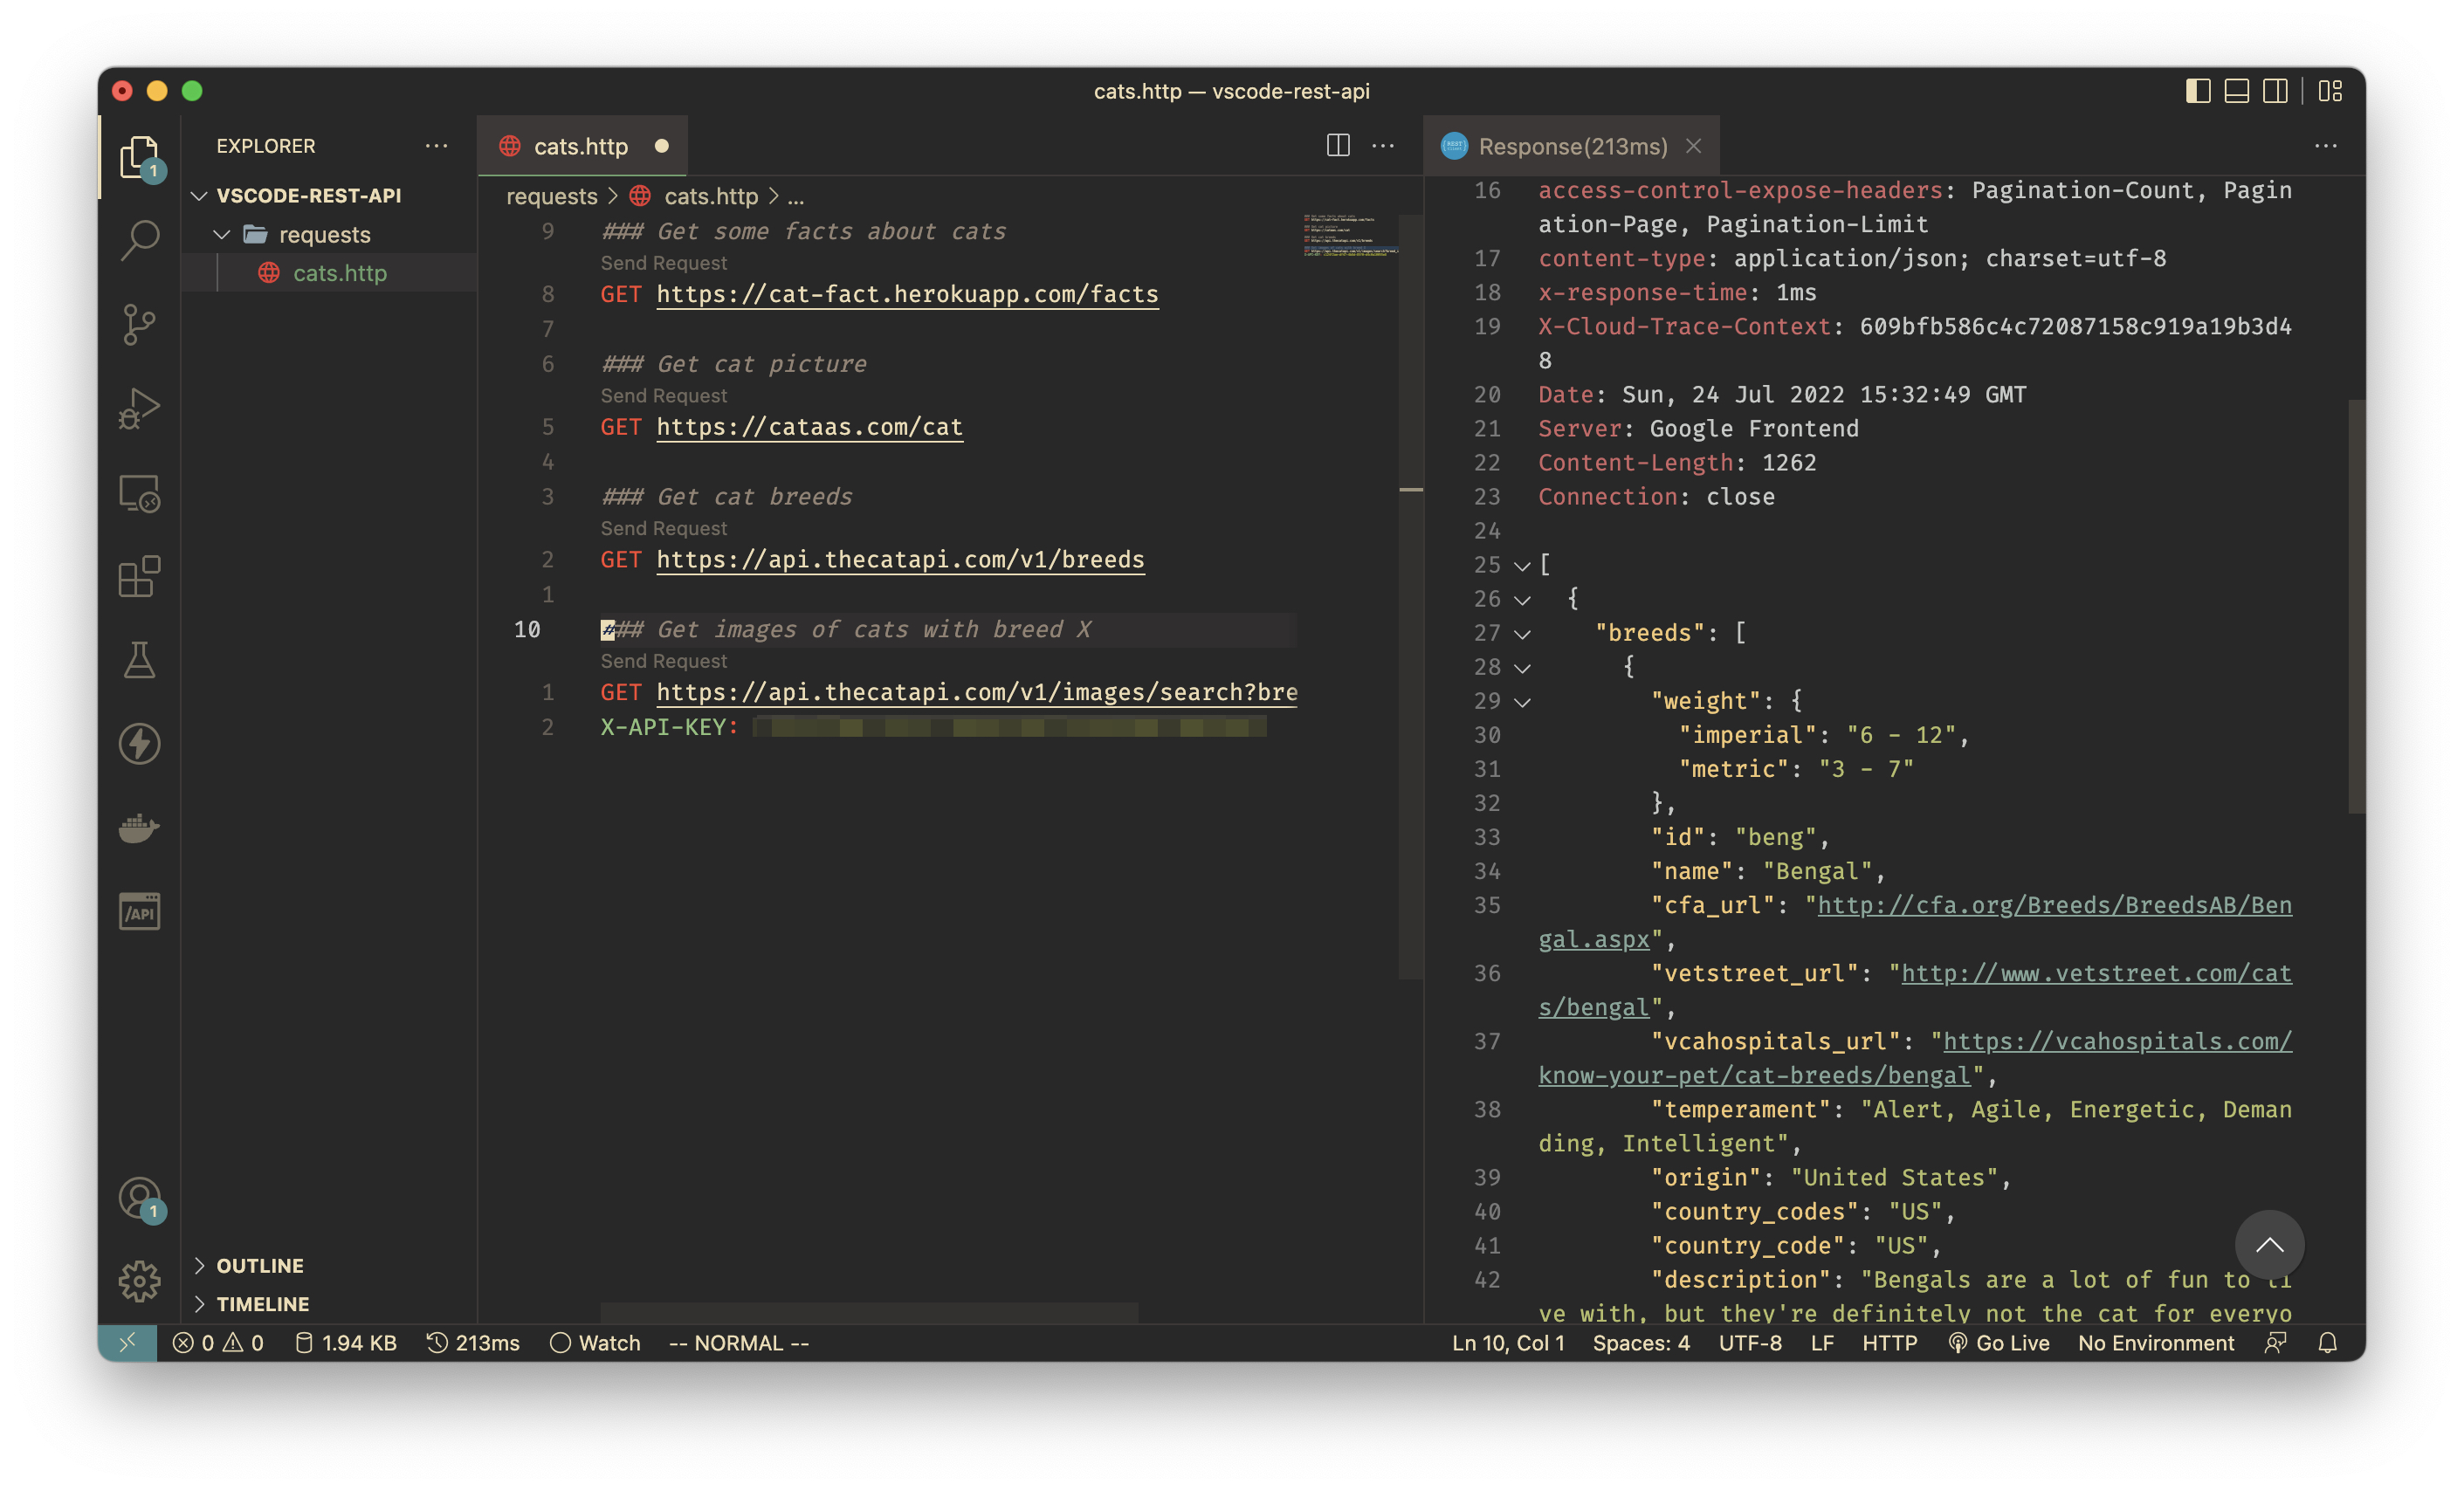 cats.http — vscode-rest-api
1
EXPLORER
VSCODE-REST-API
requests
cats.http
OUTLINE
TIMELINE
/API
1
cats.http
requests > cats.http > ...
9 ### Get some facts about cats
Send Request
8 GET https://cat-fact.herokuapp.com/facts
7
6 ### Get cat picture
Send Request
5 GET https://cataas.com/cat
4
3 ### Get cat breeds
Send Request
2 GET https://api.thecatapi.com/v1/breeds
1
10 ### Get images of cats with breed X
Send Request
1 GET https://api.thecatapi.com/v1/images/search?bre
2 X-API-KEY:
Response(213ms)
16 access-control-expose-headers: Pagination-Count, Pagin
ation-Page, Pagination-Limit
17 content-type: application/json; charset=utf-8
18 x-response-time: 1ms
19 X-Cloud-Trace-Context: 609bfb586c4c72087158c919a19b3d4
8
20 Date: Sun, 24 Jul 2022 15:32:49 GMT
21 Server: Google Frontend
22 Content-Length: 1262
23 Connection: close
24
25 [
26 {
27 "breeds": [
28 {
29 "weight": {
30 "imperial": "6 - 12",
31 "metric": "3 - 7"
32 },
33 "id": "beng",
34 "name": "Bengal",
35 "cfa_url": "http://cfa.org/Breeds/BreedsAB/Ben
gal.aspx",
36 "vetstreet_url": "http://www.vetstreet.com/cat
s/bengal",
37 "vcahospitals_url": "https://vcahospitals.com/
know-your-pet/cat-breeds/bengal",
38 "temperament": "Alert, Agile, Energetic, Deman
ding, Intelligent",
39 "origin": "United States",
40 "country_codes": "US",
41 "country_code": "US",
42 "description": "Bengals are a lot of fun to li
ve with, but they're definitely not the cat for everyo
0 0 1.94 KB 213ms Watch -- NORMAL -- Ln 10, Col 1 Spaces: 4 UTF-8 LF HTTP Go Live No Environment